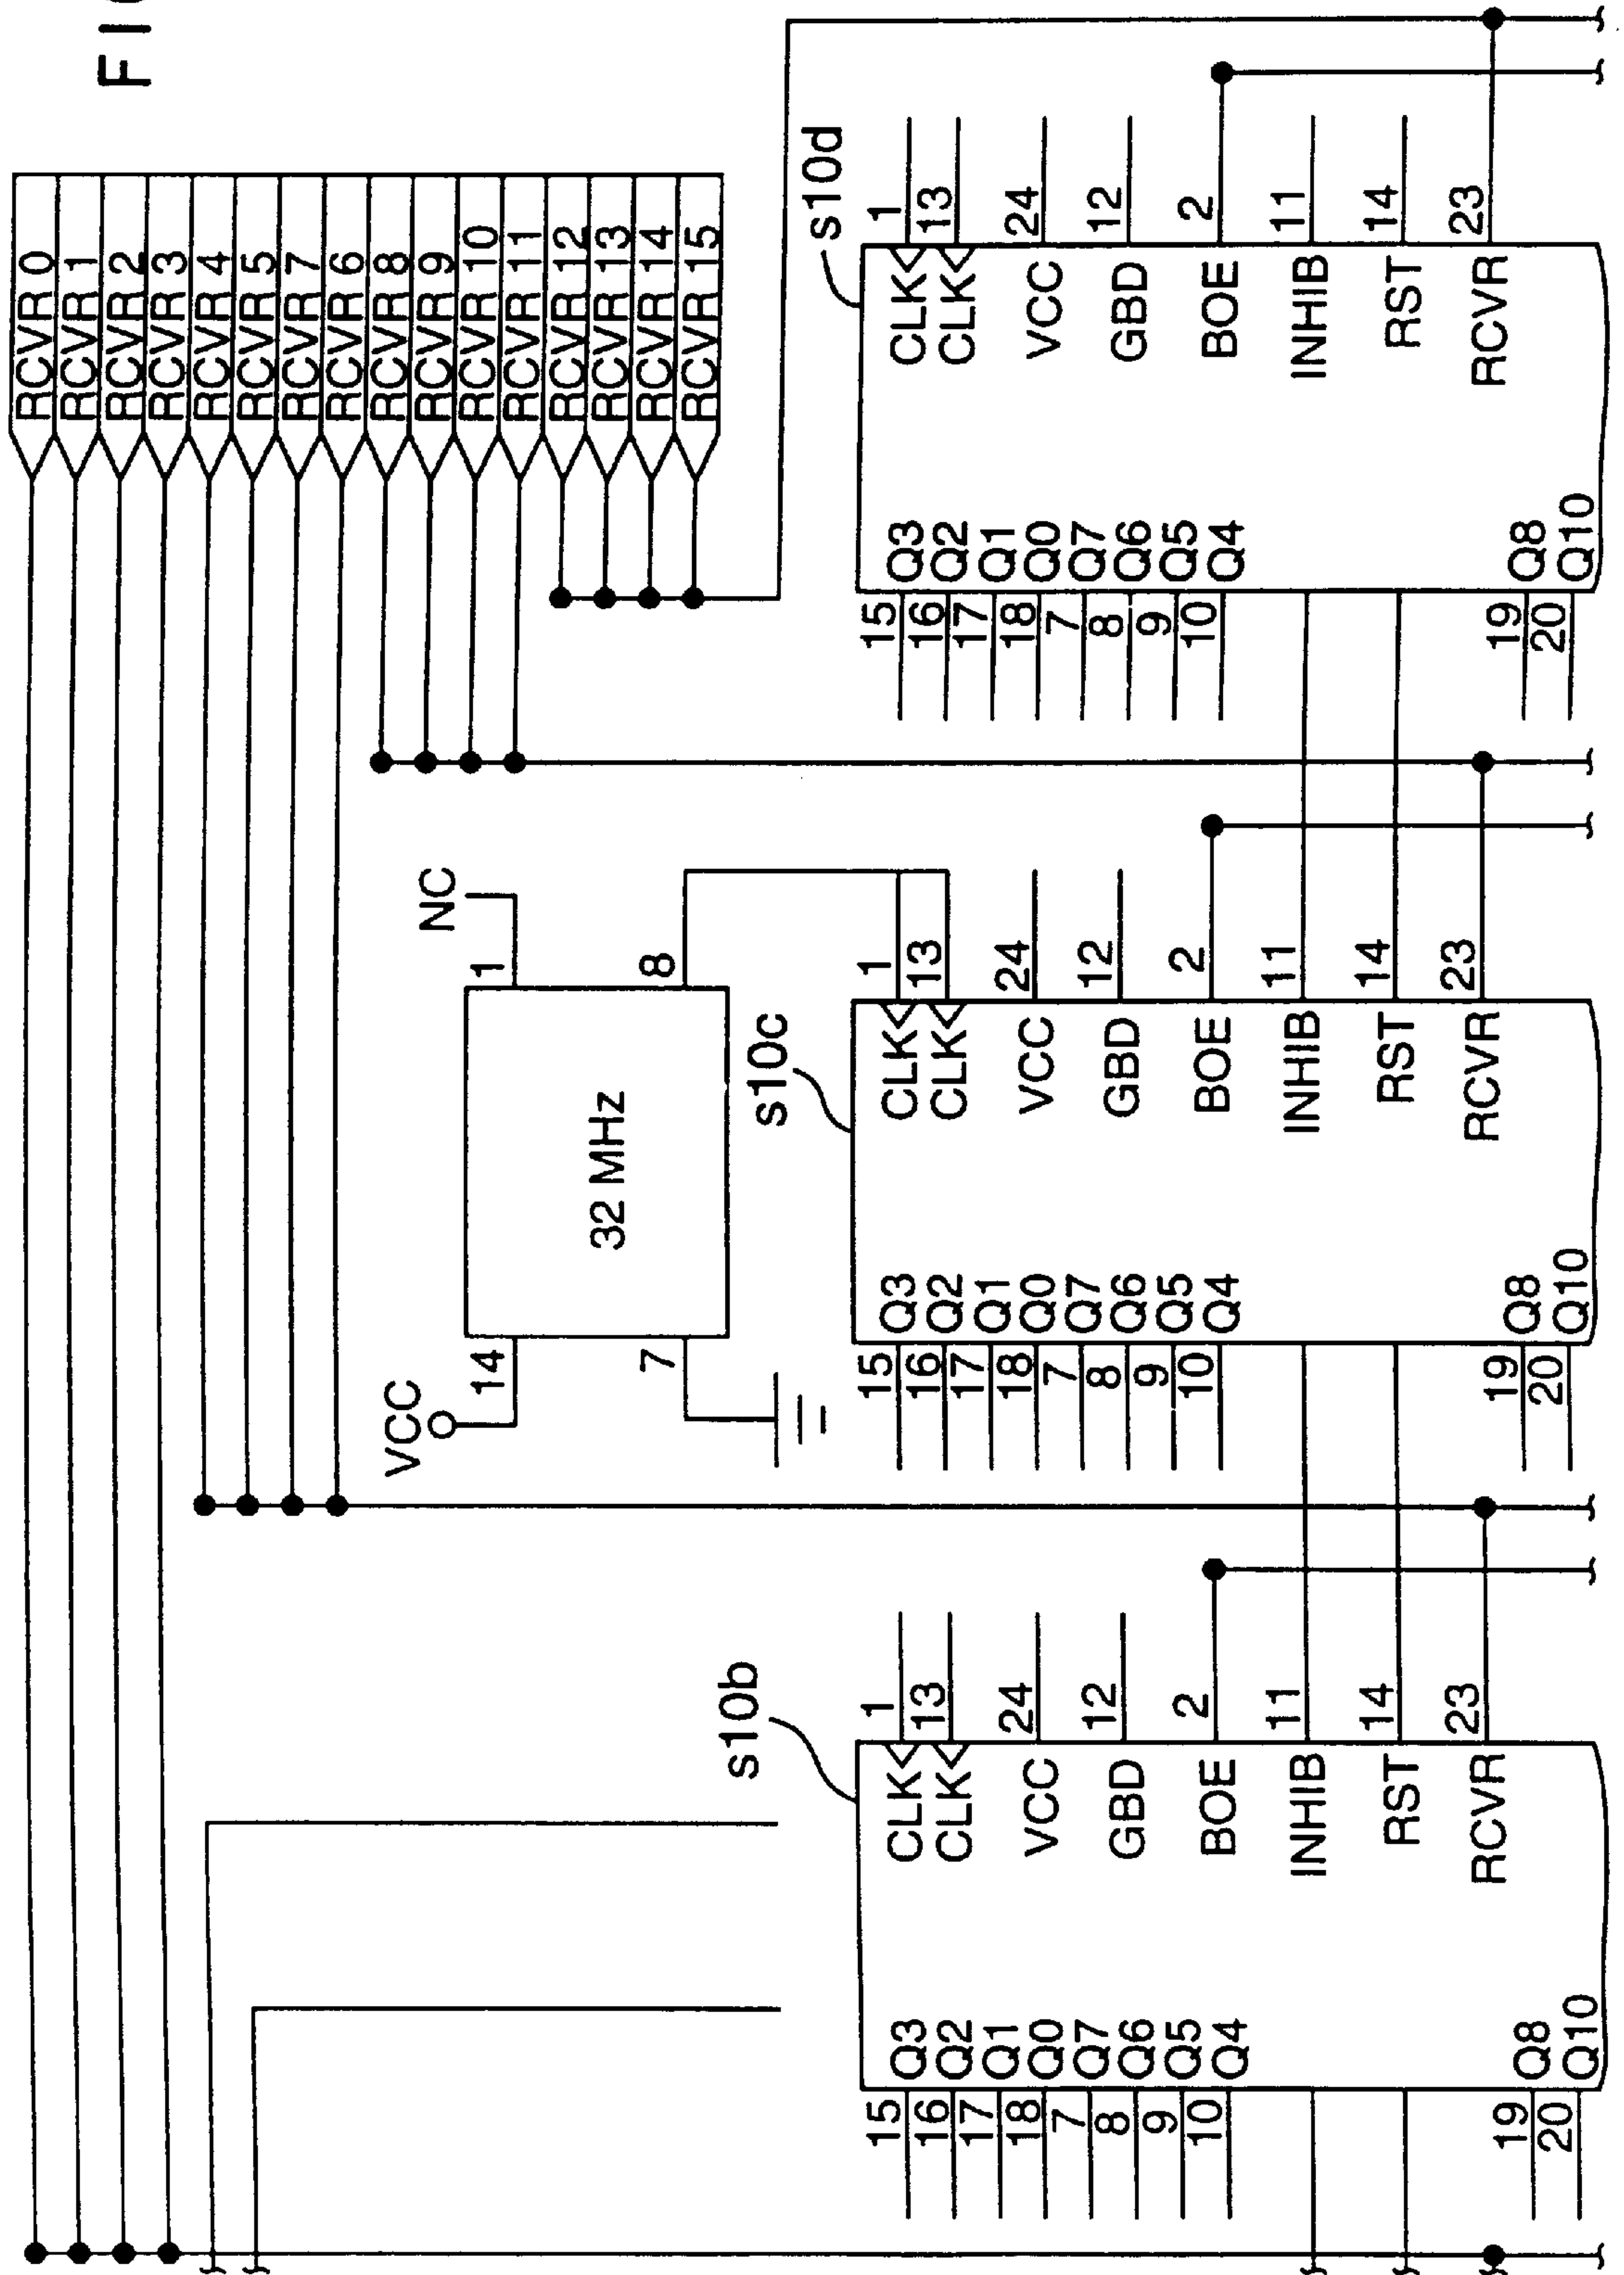 FIG
RCVR 0
RCVR 1
RCVR 2
RCVR 3
RCVR 4
RCVR 5
RCVR 7
RCVR 6
RCVR 8
RCVR 9
RCVR 10
RCVR 11
RCVR 12
RCVR 13
RCVR 14
RCVR 15
VCC
14
7
32 MHz
1
8
NC
s10b
15 Q3 CLK 1
16 Q2 CLK 13
17 Q1
18 Q0 VCC 24
7 Q7
8 Q6 GBD 12
9 Q5
10 Q4 BOE 2
INHIB 11
RST 14
RCVR 23
19 Q8
20 Q10
s10c
15 Q3 CLK 1
16 Q2 CLK 13
17 Q1
18 Q0 VCC 24
7 Q7
8 Q6 GBD 12
9 Q5
10 Q4 BOE 2
INHIB 11
RST 14
RCVR 23
19 Q8
20 Q10
s10d
15 Q3 CLK 1
16 Q2 CLK 13
17 Q1
18 Q0 VCC 24
7 Q7
8 Q6 GBD 12
9 Q5
10 Q4 BOE 2
INHIB 11
RST 14
RCVR 23
19 Q8
20 Q10